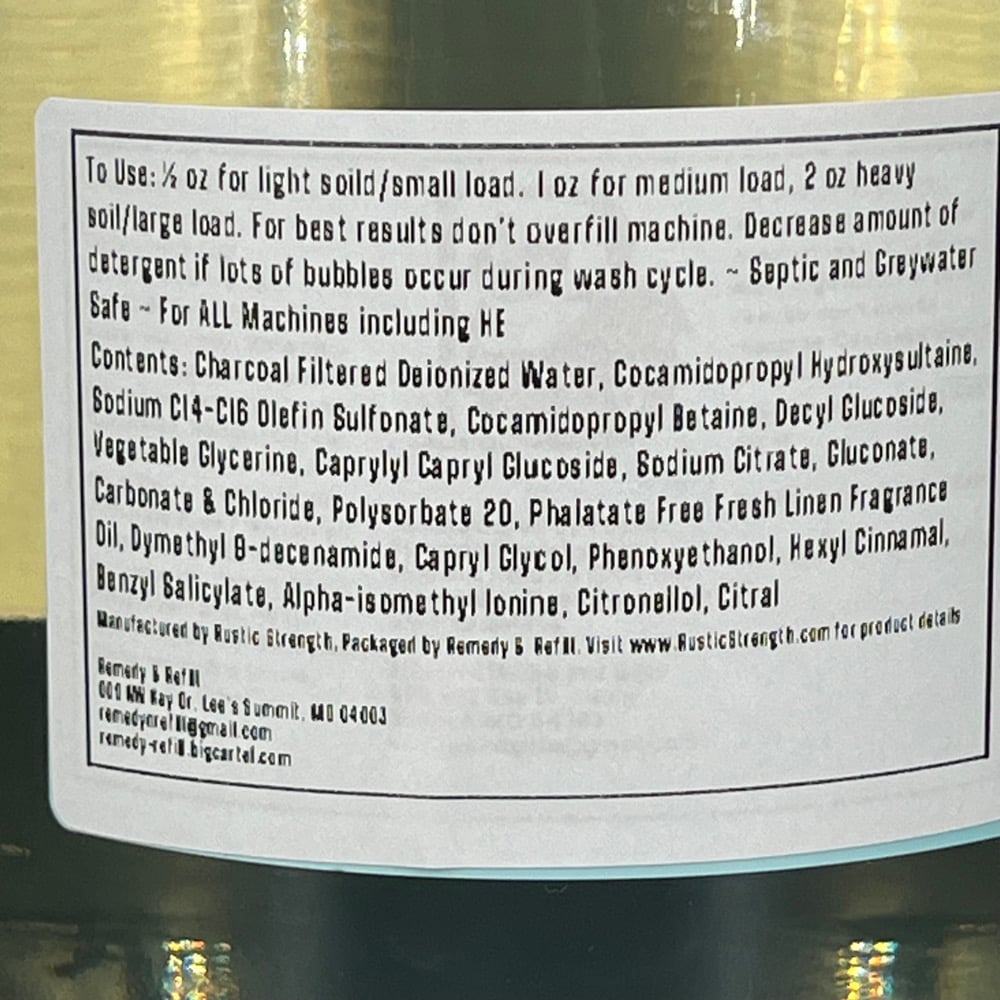 To Use: ½ oz for light soild/small load. 1 oz for medium load, 2 oz heavy
soil/large load. For best results don't overfill machine. Decrease amount of
detergent if lots of bubbles occur during wash cycle. ~ Septic and Greywater
Safe ~ For ALL Machines including HE
Contents: Charcoal Filtered Deionized Water, Cocamidopropyl Hydroxysultaine,
Sodium C14-C16 Olefin Sulfonate, Cocamidopropyl Betaine, Decyl Glucoside,
Vegetable Glycerine, Caprylyl Capryl Glucoside, Sodium Citrate, Gluconate,
Carbonate & Chloride, Polysorbate 20, Phalatate Free Fresh Linen Fragrance
Oil, Dymethyl 9-decenamide, Capryl Glycol, Phenoxyethanol, Hexyl Cinnamal,
Benzyl Salicylate, Alpha-isomethyl Ionine, Citronellol, Citral
Manufactured by Rustic Strength, Packaged by Remedy & Refill. Visit www.RusticStrength.com for product details
Remedy & Refill
NW Kay Dr. Lee's Summit, MO
remedy-refill.bigcartel.com